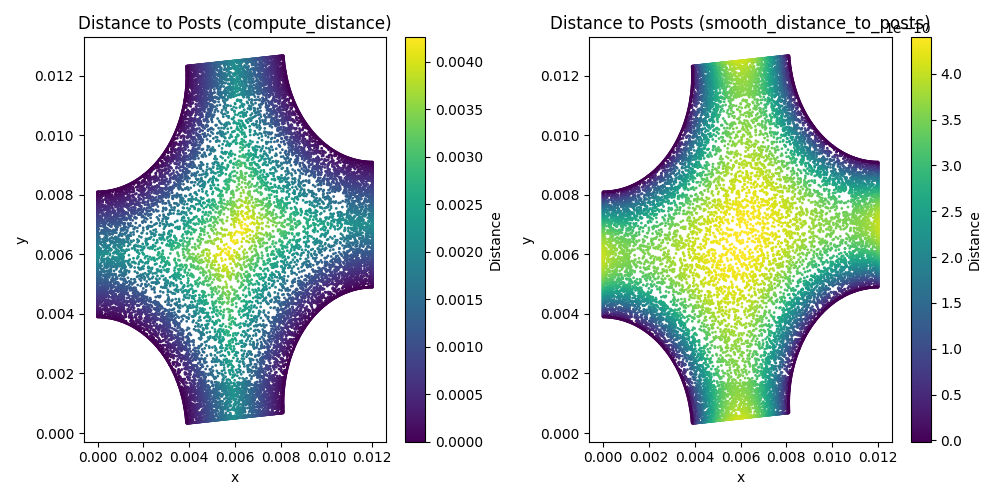 Distance to Posts (compute_distance)
0.012
0.010
0.008
0.006
0.004
0.002
0.000
y
0.000 0.002 0.004 0.006 0.008 0.010 0.012
x
0.0040
0.0035
0.0030
0.0025
0.0020
0.0015
0.0010
0.0005
0.0000
Distance
Distance to Posts (smooth_distance_to_posts)
0.012
0.010
0.008
0.006
0.004
0.002
0.000
y
0.000 0.002 0.004 0.006 0.008 0.010 0.012
x
1e−10
4.0
3.5
3.0
2.5
2.0
1.5
1.0
0.5
0.0
Distance